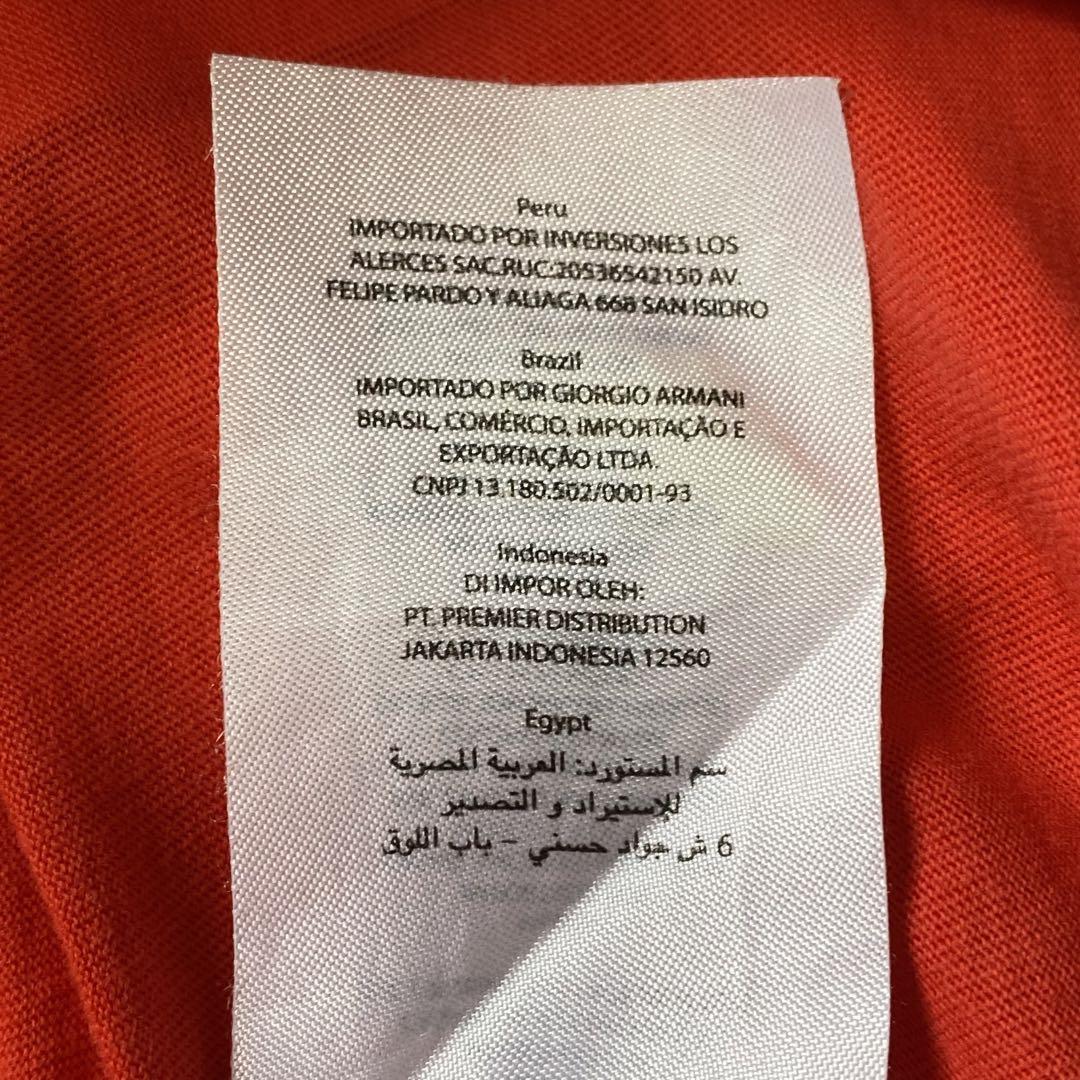 Peru
IMPORTADO POR INVERSIONES LOS
ALERCES SAC.RUC:20536542150 AV.
FELIPE PARDO Y ALIAGA 668 SAN ISIDRO
Brazil
IMPORTADO POR GIORGIO ARMANI
BRASIL, COMÉRCIO, IMPORTAÇÃO E
EXPORTAÇÃO LTDA.
CNPJ 13.180.502/0001-93
Indonesia
DI IMPOR OLEH:
PT. PREMIER DISTRIBUTION
JAKARTA INDONESIA 12560
Egypt
سم المستورد: العربية المصرية
للإستيراد و التصدير
6 ش جواد حسني – باب اللوق